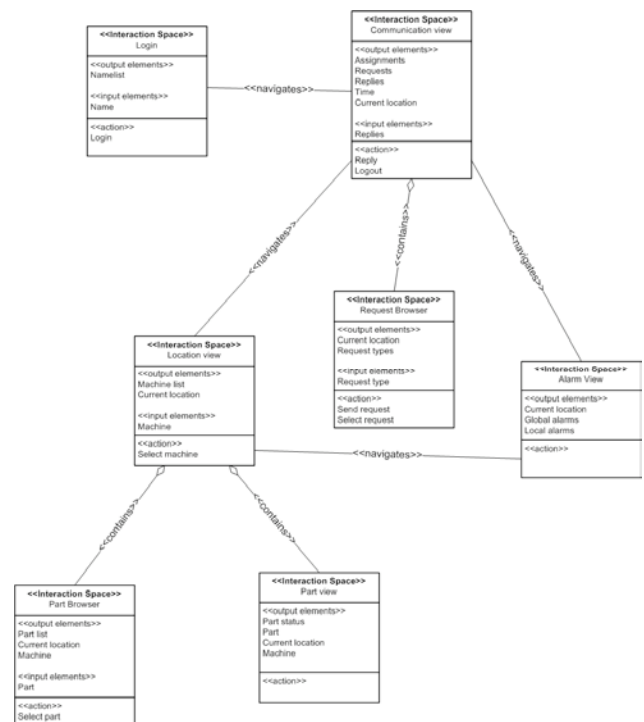 <<Interaction Space>>
Login
<<output elements>>
Namelist
<<input elements>>
Name
<<action>>
Login
<<navigates>>
<<Interaction Space>>
Communication view
<<output elements>>
Assignments
Requests
Replies
Time
Current location
<<input elements>>
Replies
<<action>>
Reply
Logout
<<navigates>>
<<contains>>
<<navigates>>
<<Interaction Space>>
Request Browser
<<output elements>>
Current location
Request types
<<input elements>>
Request type
<<action>>
Send request
Select request
<<Interaction Space>>
Location view
<<output elements>>
Machine list
Current location
<<input elements>>
Machine
<<action>>
Select machine
<<Interaction Space>>
Alarm View
<<output elements>>
Current location
Global alarms
Local alarms
<<action>>
<<navigates>>
<<contains>>
<<contains>>
<<Interaction Space>>
Part Browser
<<output elements>>
Part list
Current location
Machine
<<input elements>>
Part
<<action>>
Select part
<<Interaction Space>>
Part view
<<output elements>>
Part status
Part
Current location
Machine
<<action>>